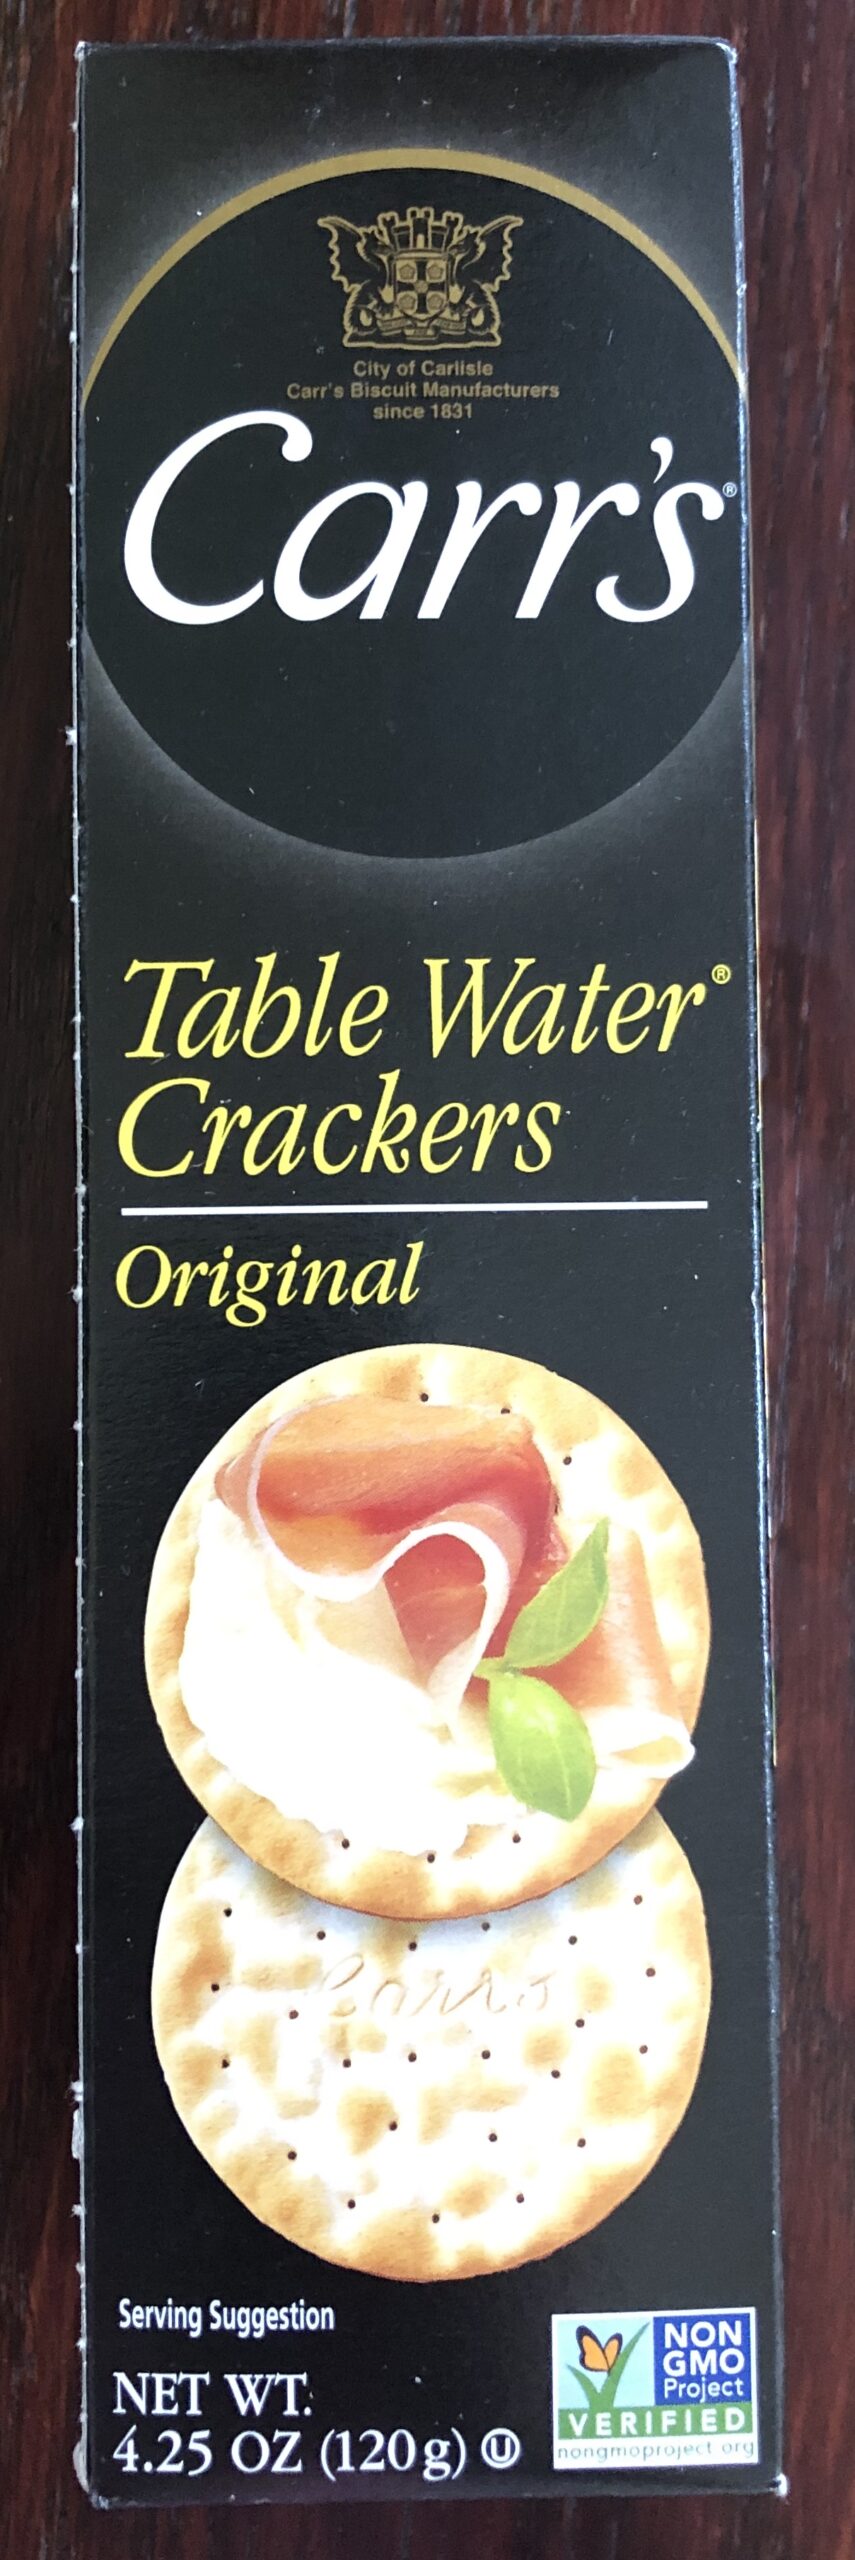 City of Carlisle
Carr's Biscuit Manufacturers
since 1831
Carr's®
Table Water®
Crackers
Original
Carr's
Serving Suggestion
NET WT.
4.25 OZ (120g) Ⓤ
NON
GMO
Project
VERIFIED
nongmoproject.org